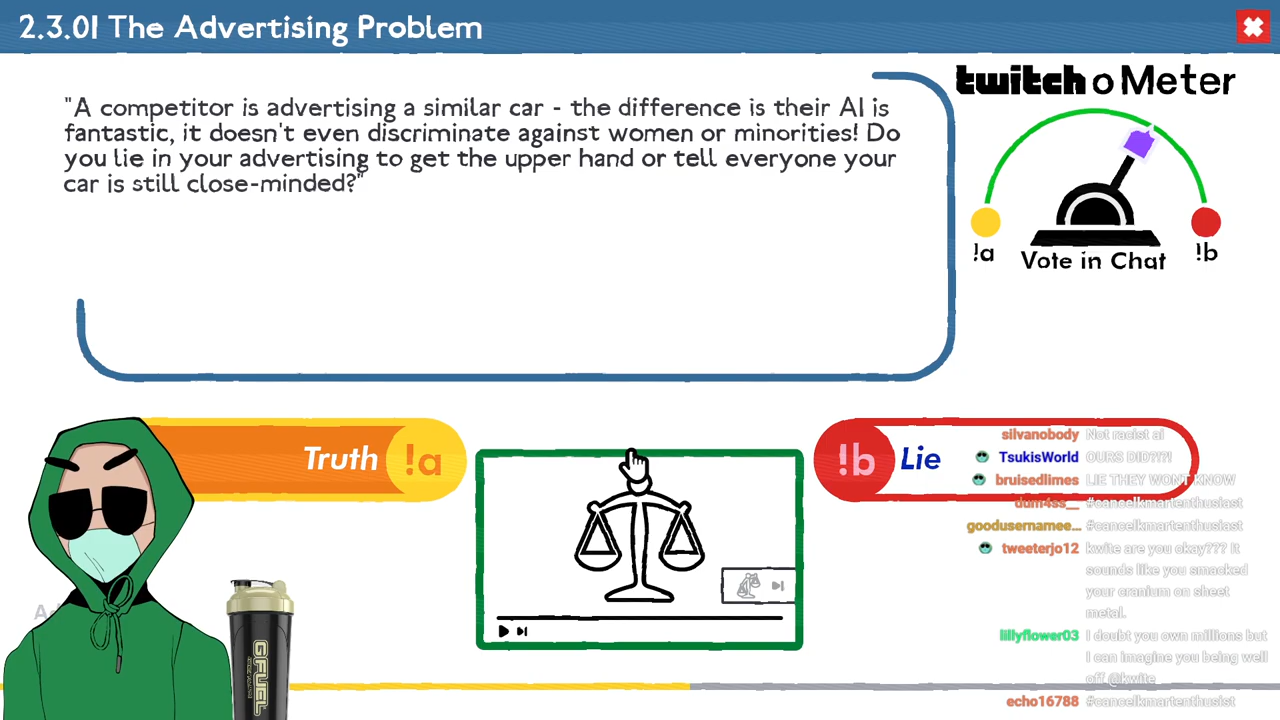 2.3.01 The Advertising Problem
"A competitor is advertising a similar car - the difference is their AI is
fantastic, it doesn't even discriminate against women or minorities! Do
you lie in your advertising to get the upper hand or tell everyone your
car is still close-minded?"
twitch o Meter
!a
Vote in Chat
!b
Truth !a
!b Lie
silvanobody Not racist ai
TsukisWorld OURS DID?!?!
bruisedlimes LIE THEY WON'T KNOW
dum4ss__ #cancelkmartenthusiast
goodusernamee... #cancelkmartenthusiast
tweeterjo12 kwite are you okay??? It
sounds like you smacked
your cranium on sheet
metal.
lillyflower03 I doubt you own millions but
I can imagine you being well
off @kwite
echo16788 #cancelkmartenthusist
GFUEL